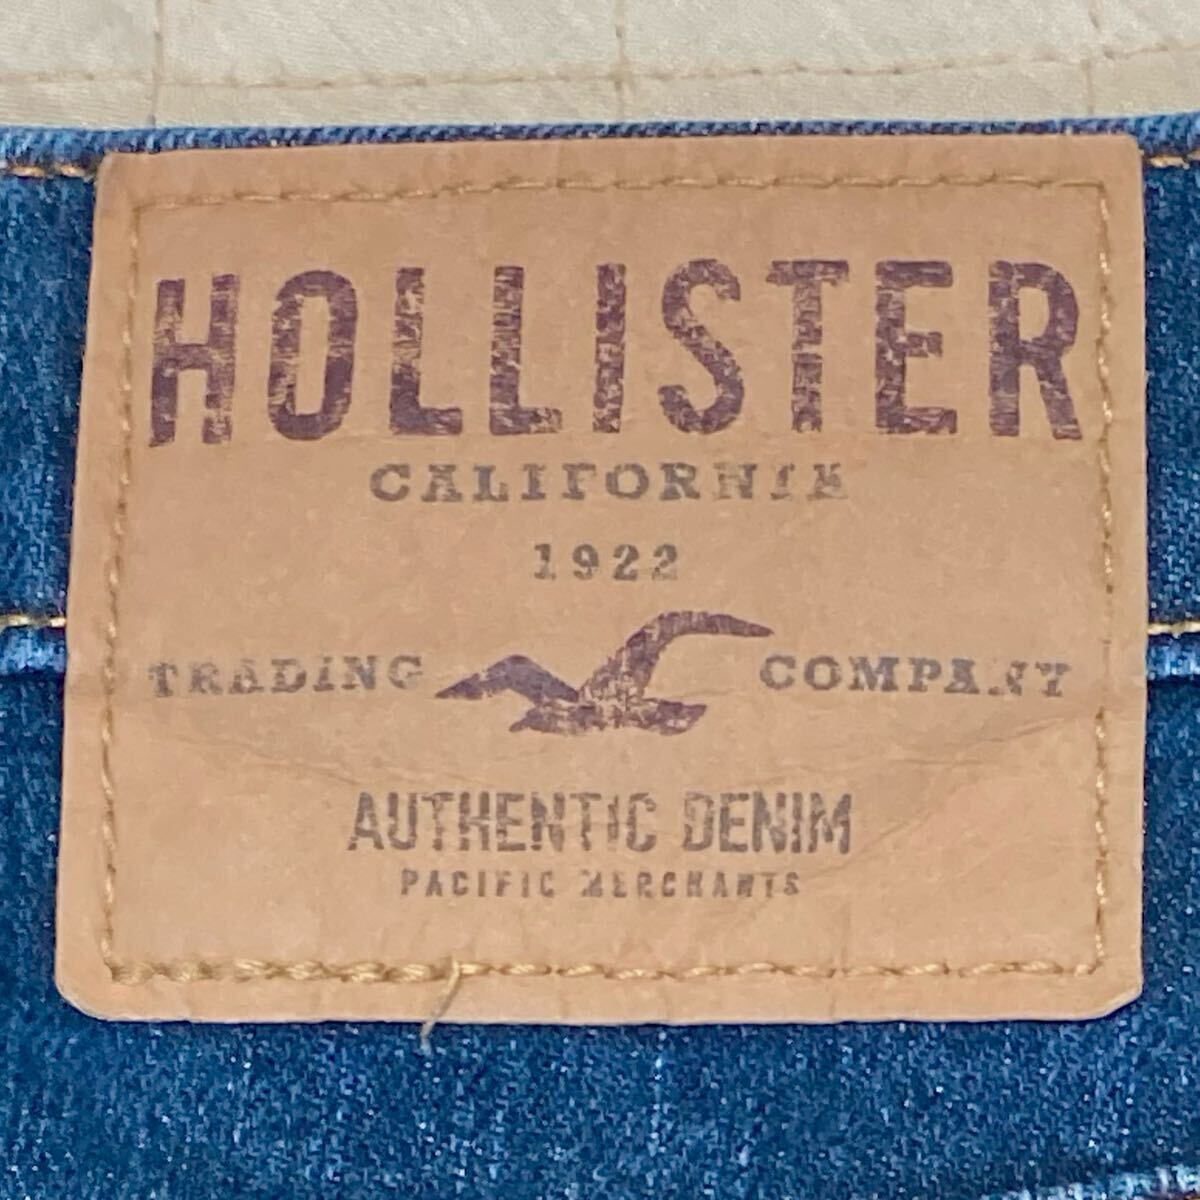 HOLLISTER
CALIFORNIA
1922
TRADING COMPANY
AUTHENTIC DENIM
PACIFIC MERCHANTS